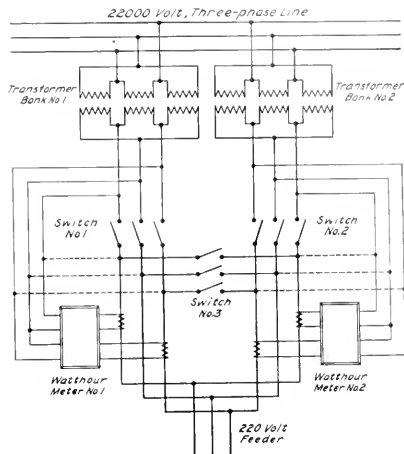 22000 Volt, Three-phase Line
Transformer
Bank No.1
Transformer
Bank No.2
Switch
No.1
Switch
No.2
Switch
No.3
Watthour
Meter No.1
Watthour
Meter No.2
220 Volt
Feeder